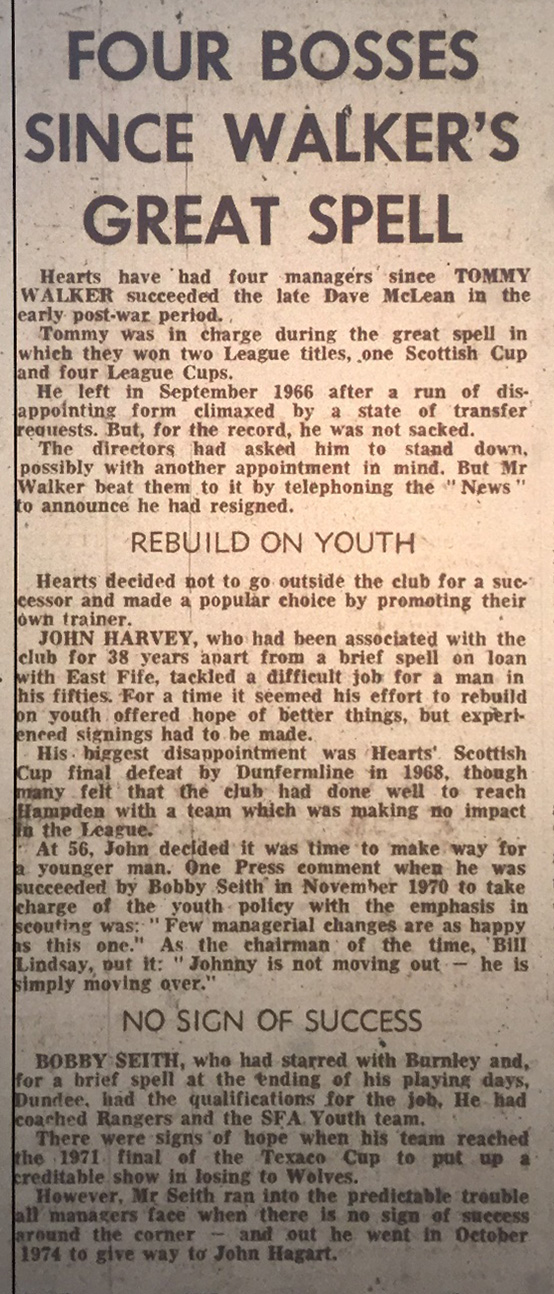 FOUR BOSSES
SINCE WALKER'S
GREAT SPELL
Hearts have had four managers since TOMMY
WALKER succeeded the late Dave McLean in the
early post-war period.
Tommy was in charge during the great spell in
which they won two League titles, one Scottish Cup
and four League Cups.
He left in September 1966 after a run of dis-
appointing form climaxed by a state of transfer
requests. But, for the record, he was not sacked.
The directors had asked him to stand down,
possibly with another appointment in mind. But Mr
Walker beat them to it by telephoning the "News"
to announce he had resigned.
REBUILD ON YOUTH
Hearts decided not to go outside the club for a suc-
cessor and made a popular choice by promoting their
own trainer.
JOHN HARVEY, who had been associated with the
club for 38 years apart from a brief spell on loan
with East Fife, tackled a difficult job for a man in
his fifties. For a time it seemed his effort to rebuild
on youth offered hope of better things, but experi-
enced signings had to be made.
His biggest disappointment was Hearts' Scottish
Cup final defeat by Dunfermline in 1968, though
many felt that the club had done well to reach
Hampden with a team which was making no impact
in the League.
At 56, John decided it was time to make way for
a younger man. One Press comment when he was
succeeded by Bobby Seith in November 1970 to take
charge of the youth policy with the emphasis in
scouting was: "Few managerial changes are as happy
as this one." As the chairman of the time, Bill
Lindsay, put it: "Johnny is not moving out — he is
simply moving over."
NO SIGN OF SUCCESS
BOBBY SEITH, who had starred with Burnley and,
for a brief spell at the ending of his playing days,
Dundee, had the qualifications for the job. He had
coached Rangers and the SFA Youth team.
There were signs of hope when his team reached
the 1971 final of the Texaco Cup to put up a
creditable show in losing to Wolves.
However, Mr Seith ran into the predictable trouble
all managers face when there is no sign of success
around the corner — and out he went in October
1974 to give way to John Hagart.